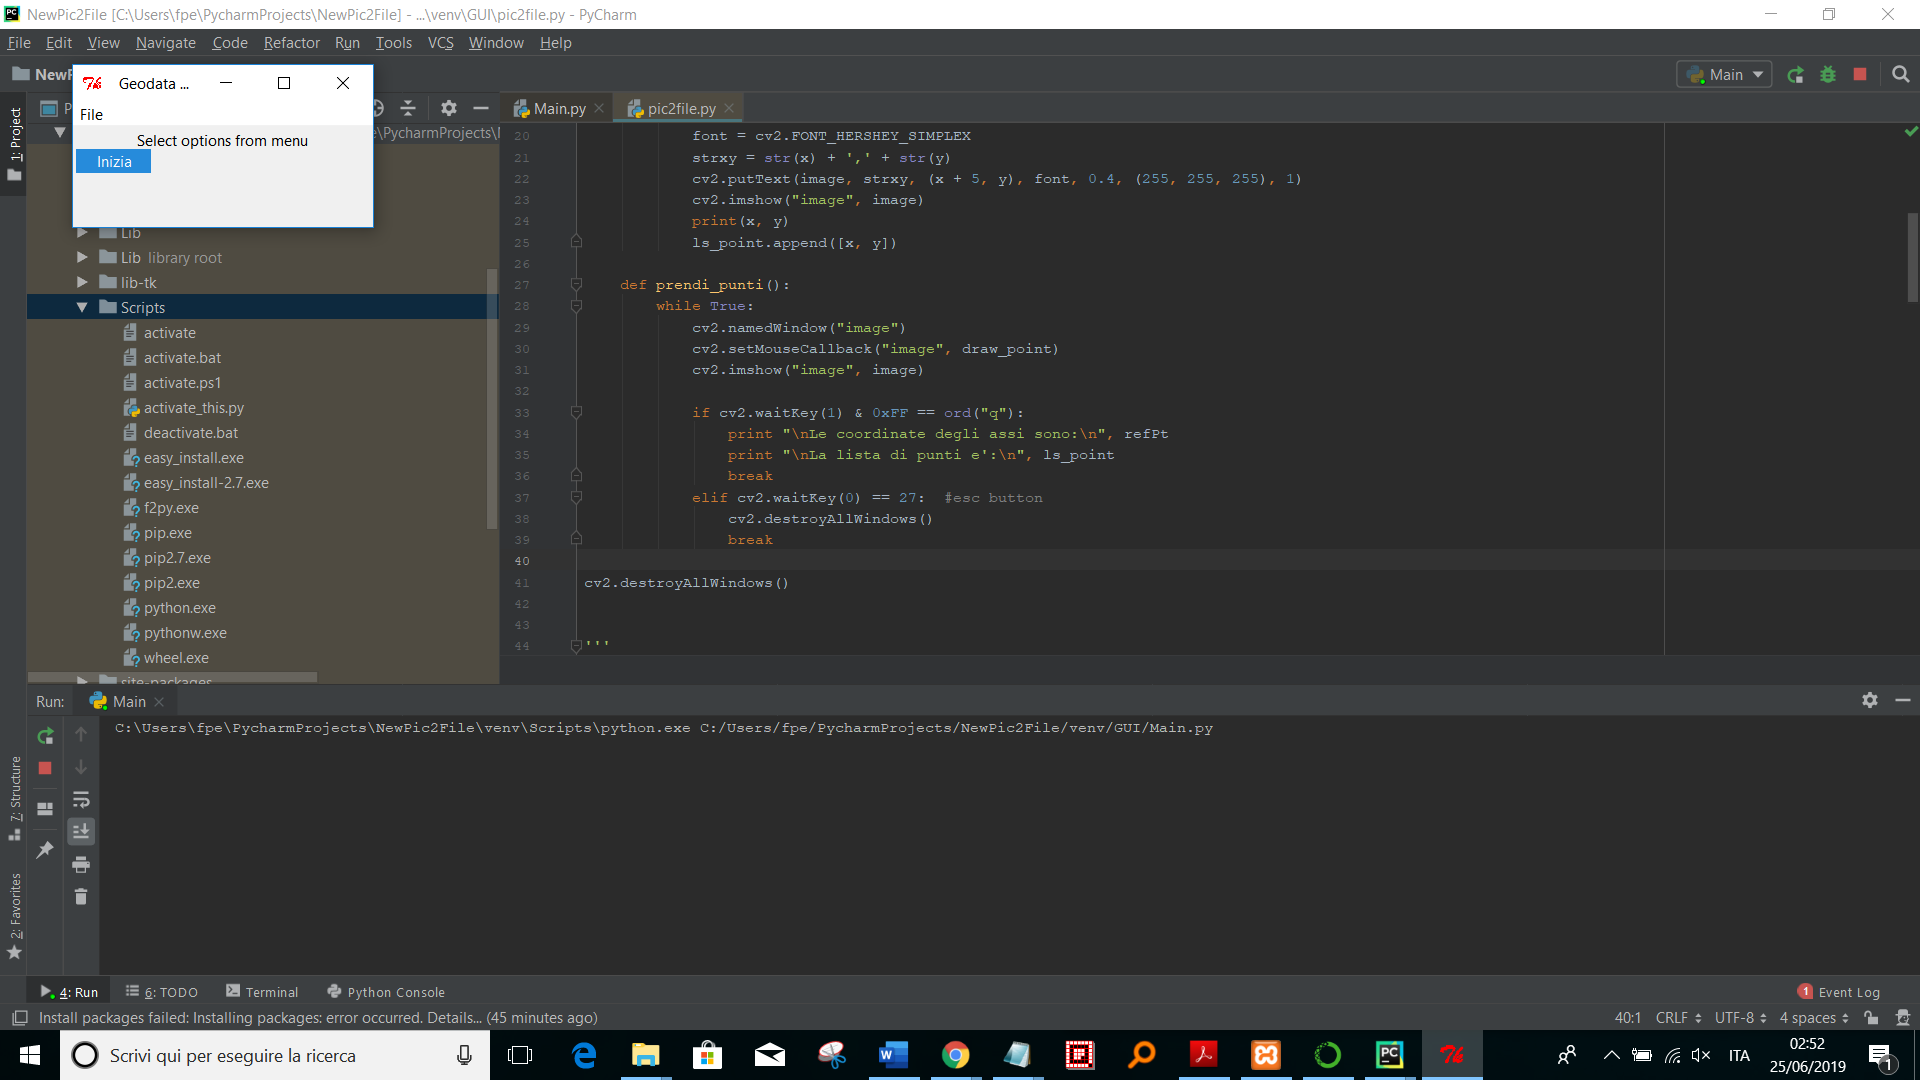 NewPic2File [C:\Users\fpe\PycharmProjects\NewPic2File] - ...\venv\GUI\pic2file.py - PyCharm
File Edit View Navigate Code Refactor Run Tools VCS Window Help
Main
Geodata ...
File
Select options from menu
Inizia
1: Project
7: Structure
2: Favorites
Lib
Lib library root
lib-tk
Scripts
activate
activate.bat
activate.ps1
activate_this.py
deactivate.bat
easy_install.exe
easy_install-2.7.exe
f2py.exe
pip.exe
pip2.7.exe
pip2.exe
python.exe
pythonw.exe
wheel.exe
site-packages
Main.py pic2file.py
20 font = cv2.FONT_HERSHEY_SIMPLEX
21 strxy = str(x) + ',' + str(y)
22 cv2.putText(image, strxy, (x + 5, y), font, 0.4, (255, 255, 255), 1)
23 cv2.imshow("image", image)
24 print(x, y)
25 ls_point.append([x, y])
26
27 def prendi_punti():
28 while True:
29 cv2.namedWindow("image")
30 cv2.setMouseCallback("image", draw_point)
31 cv2.imshow("image", image)
32
33 if cv2.waitKey(1) & 0xFF == ord("q"):
34 print "\nLe coordinate degli assi sono:\n", refPt
35 print "\nLa lista di punti e':\n", ls_point
36 break
37 elif cv2.waitKey(0) == 27: #esc button
38 cv2.destroyAllWindows()
39 break
40
41 cv2.destroyAllWindows()
42
43
44 '''
Run: Main
C:\Users\fpe\PycharmProjects\NewPic2File\venv\Scripts\python.exe C:/Users/fpe/PycharmProjects/NewPic2File/venv/GUI/Main.py
4: Run 6: TODO Terminal Python Console 1 Event Log
Install packages failed: Installing packages: error occurred. Details... (45 minutes ago) 40:1 CRLF UTF-8 4 spaces
Scrivi qui per eseguire la ricerca
ITA
02:52
25/06/2019
1